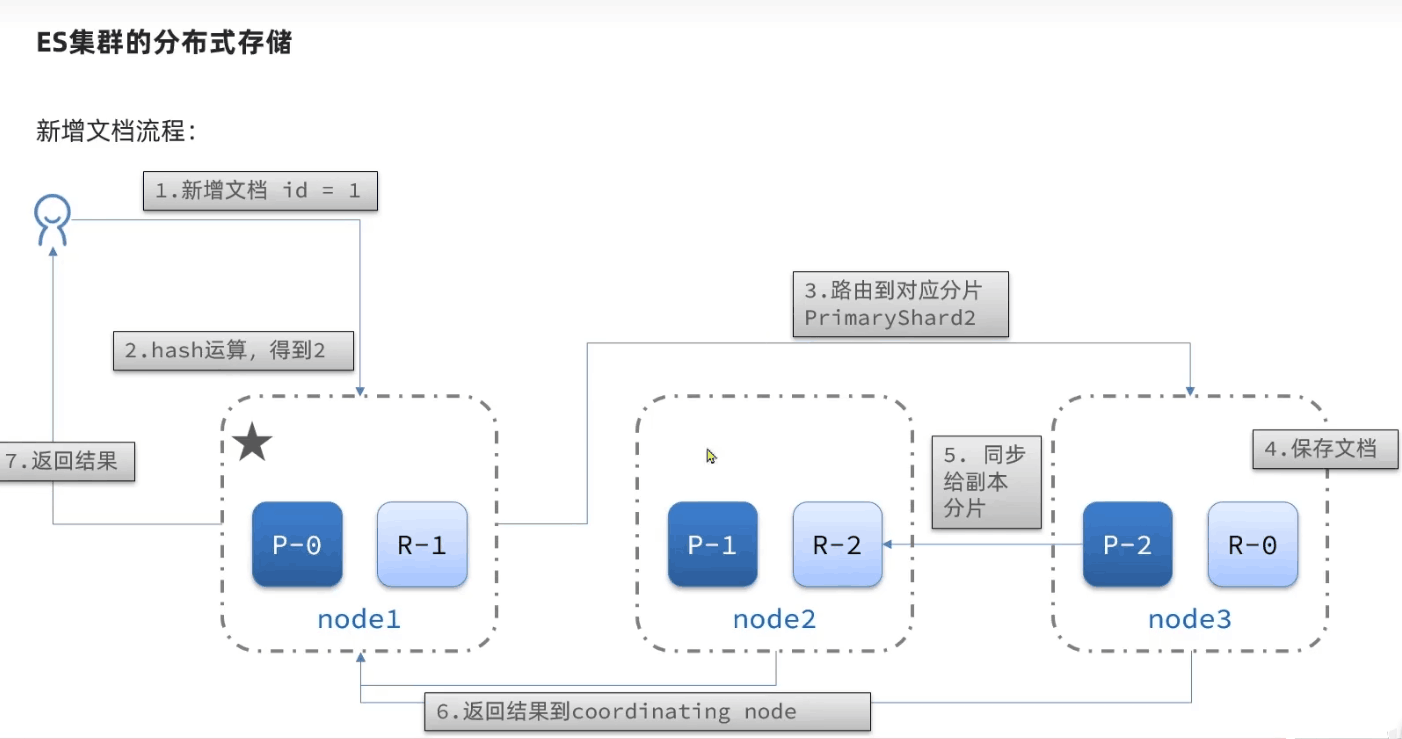 ES集群的分布式存储
新增文档流程：
1.新增文档 id = 1
2.hash运算，得到2
3.路由到对应分片
PrimaryShard2
4.保存文档
5. 同步
给副本
分片
7.返回结果
P-0
R-1
node1
P-1
R-2
node2
P-2
R-0
node3
6.返回结果到coordinating node